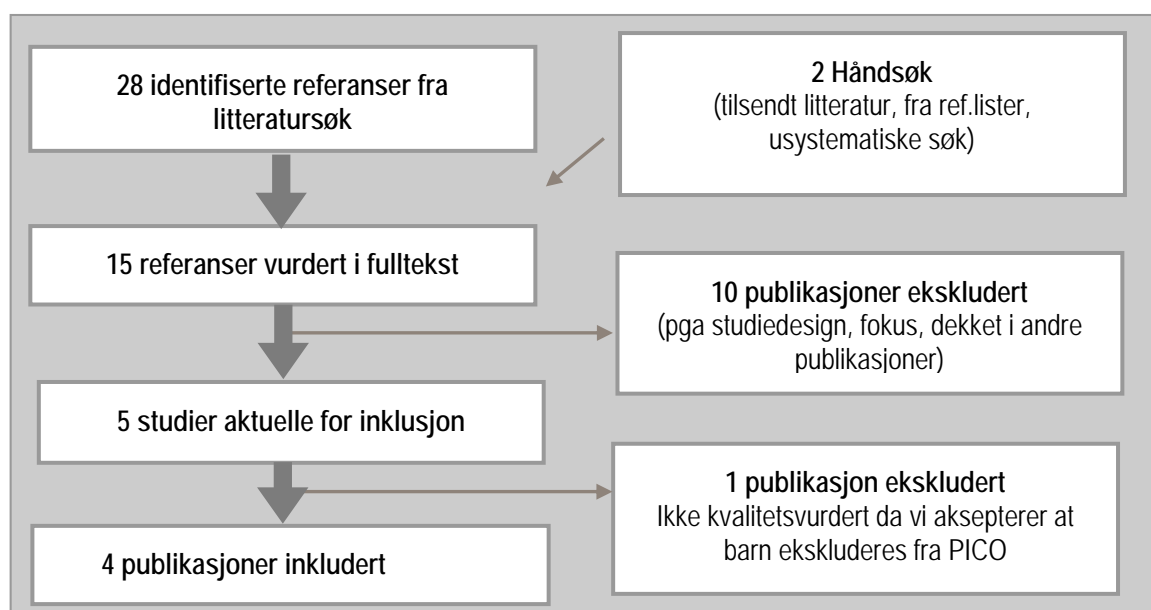 28 identifiserte referanser fra
litteratursøk
2 Håndsøk
(tilsendt litteratur, fra ref.lister,
usystematiske søk)
15 referanser vurdert i fulltekst
10 publikasjoner ekskludert
(pga studiedesign, fokus, dekket i andre
publikasjoner)
5 studier aktuelle for inklusjon
1 publikasjon ekskludert
Ikke kvalitetsvurdert da vi aksepterer at
barn ekskluderes fra PICO
4 publikasjoner inkludert